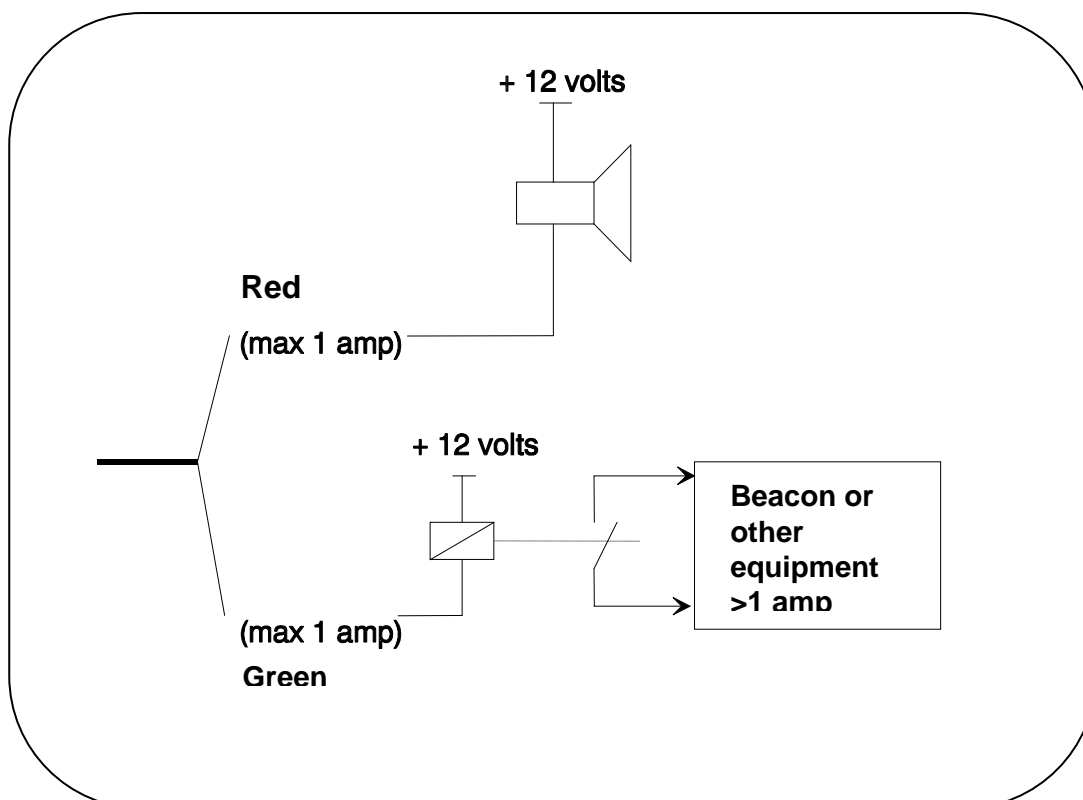 + 12 volts
Red
(max 1 amp)
+ 12 volts
Beacon or
other
equipment
>1 amp
(max 1 amp)
Green